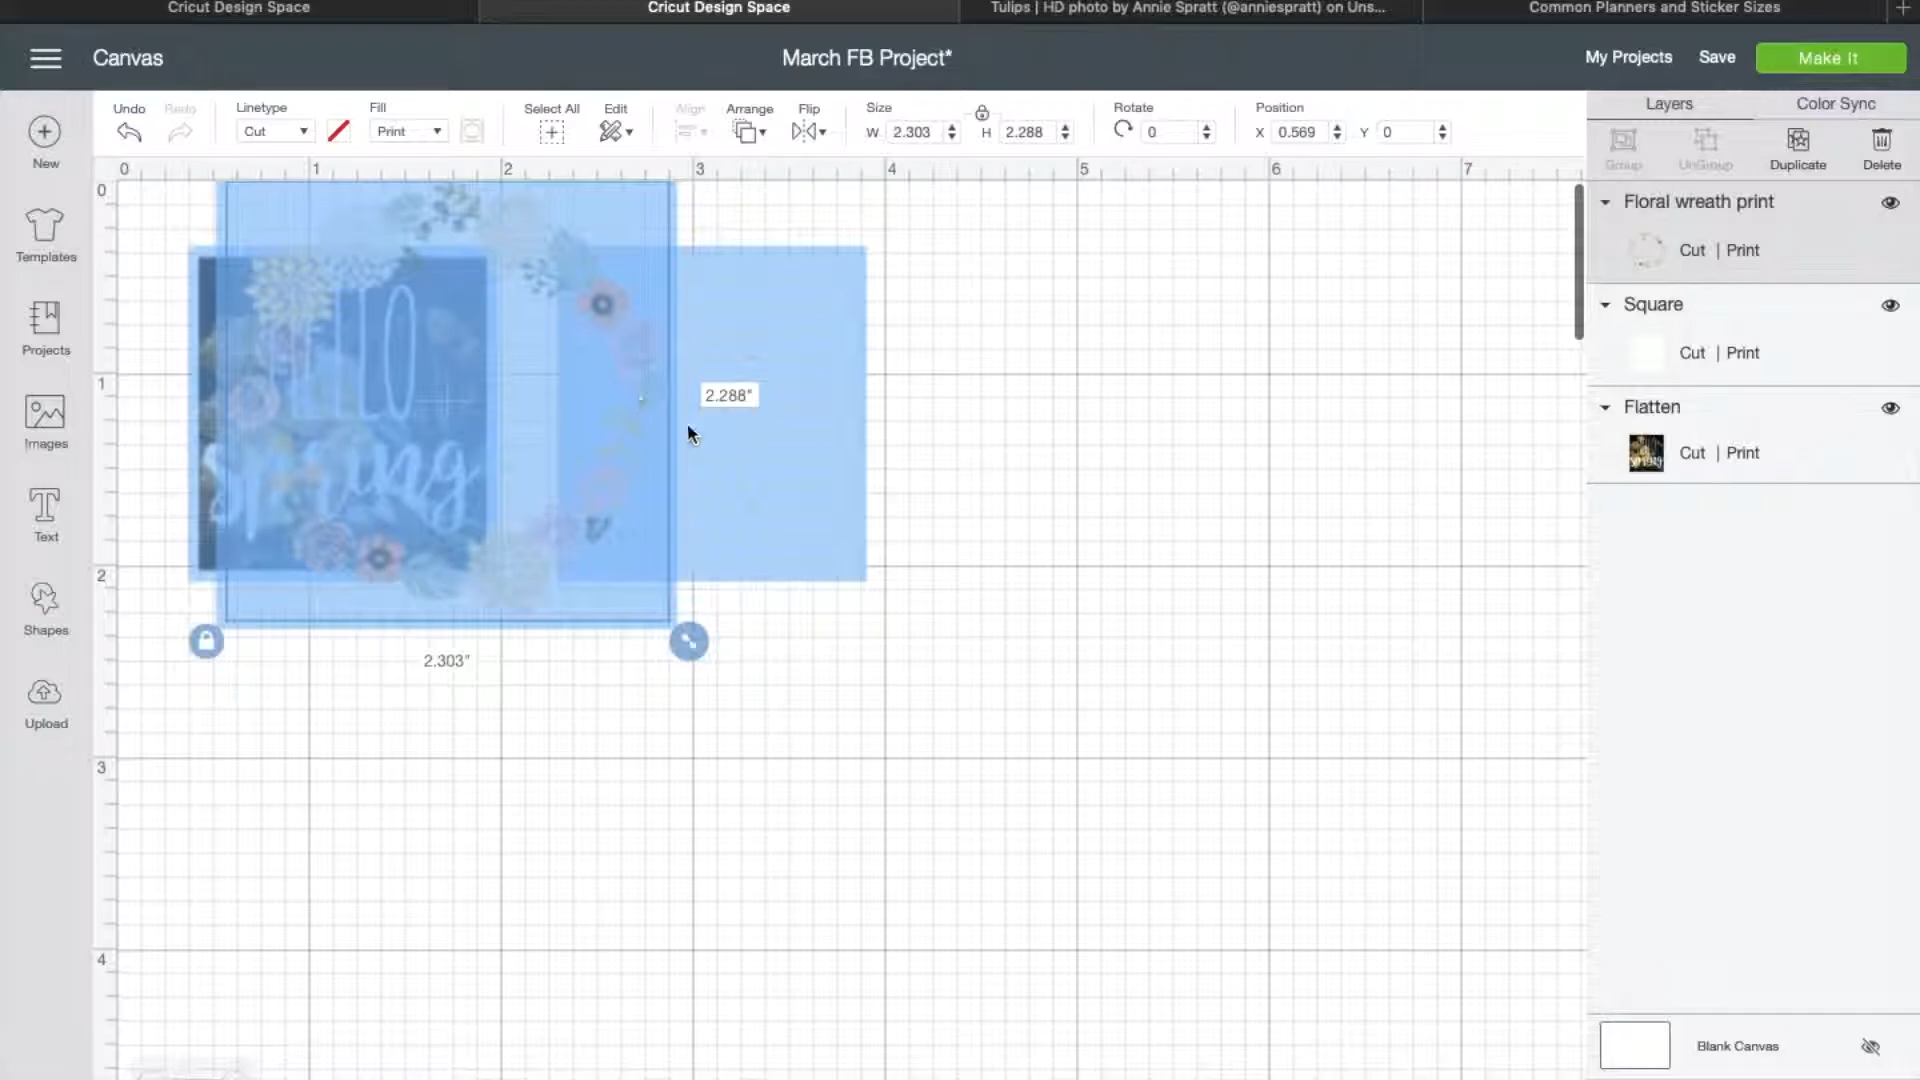 Cricut Design Space
Cricut Design Space
Tulips | HD photo by Annie Spratt (@anniespratt) on Uns...
Common Planners and Sticker Sizes
Canvas
March FB Project*
My Projects
Save
Make It
Undo
Redo
Linetype
Cut
Fill
Print
Select All
Edit
Align
Arrange
Flip
Size
W 2.303
H 2.288
Rotate
0
Position
X 0.569
Y 0
Layers
Color Sync
Group
UnGroup
Duplicate
Delete
New
Templates
Projects
Images
Text
Shapes
Upload
0 1 2 3 4 5 6 7
0
1
2
3
4
spring
2.288"
2.303"
Floral wreath print
Cut | Print
Square
Cut | Print
Flatten
Cut | Print
Blank Canvas